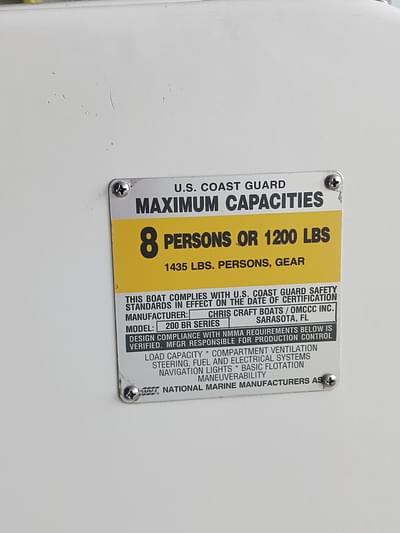 U.S. COAST GUARD
MAXIMUM CAPACITIES
8 PERSONS OR 1200 LBS
1435 LBS. PERSONS, GEAR
THIS BOAT COMPLIES WITH U.S. COAST GUARD SAFETY
STANDARDS IN EFFECT ON THE DATE OF CERTIFICATION
MANUFACTURER: CHRIS CRAFT BOATS / OMCCC INC.
MODEL: 200 BR SERIES SARASOTA, FL
DESIGN COMPLIANCE WITH NMMA REQUIREMENTS BELOW IS
VERIFIED. MFGR RESPONSIBLE FOR PRODUCTION CONTROL
LOAD CAPACITY * COMPARTMENT VENTILATION
STEERING, FUEL AND ELECTRICAL SYSTEMS
NAVIGATION LIGHTS * BASIC FLOTATION
MANEUVERABILITY
NATIONAL MARINE MANUFACTURERS AS